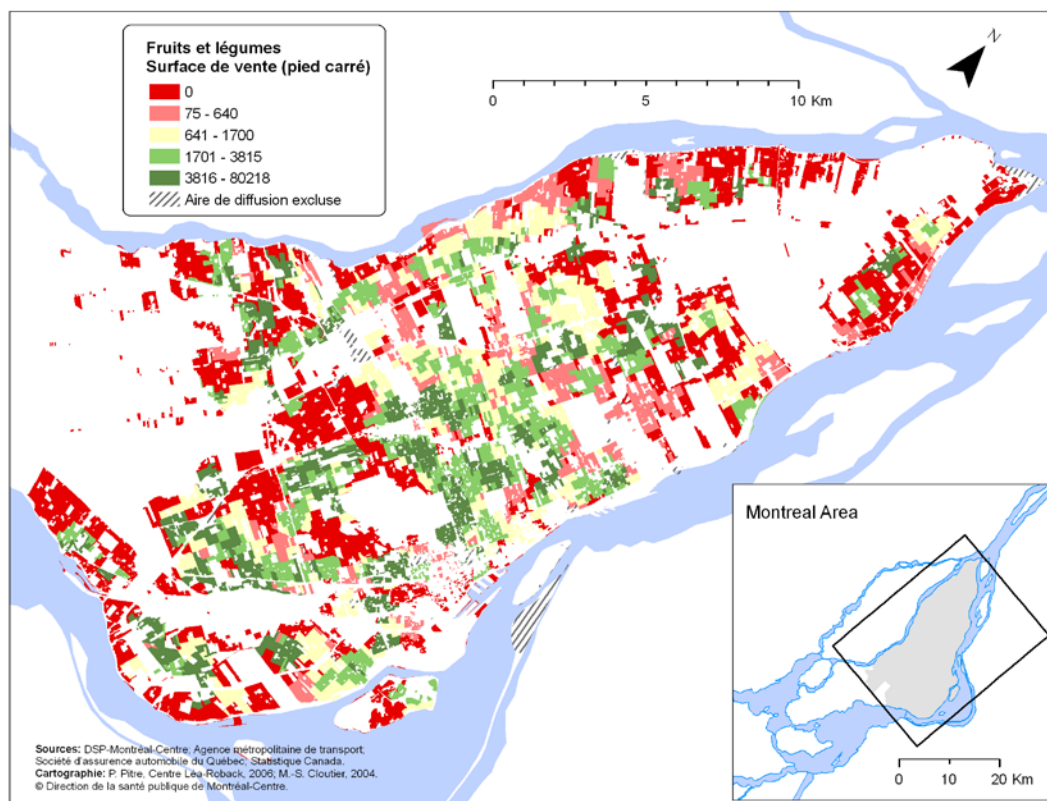 Fruits et légumes
Surface de vente (pied carré)
0
75 - 640
641 - 1700
1701 - 3815
3816 - 80218
Aire de diffusion excluse
N
0 5 10 Km
Montreal Area
0 10 20 Km
Sources: DSP-Montréal-Centre; Agence métropolitaine de transport;
Société d'assurance automobile du Québec; Statistique Canada.
Cartographie: P. Pitre, Centre Léa-Roback, 2006; M.-S. Cloutier, 2004.
© Direction de la santé publique de Montréal-Centre.